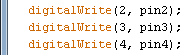 digitalWrite(2, pin2);
digitalWrite(3, pin3);
digitalWrite(4, pin4);